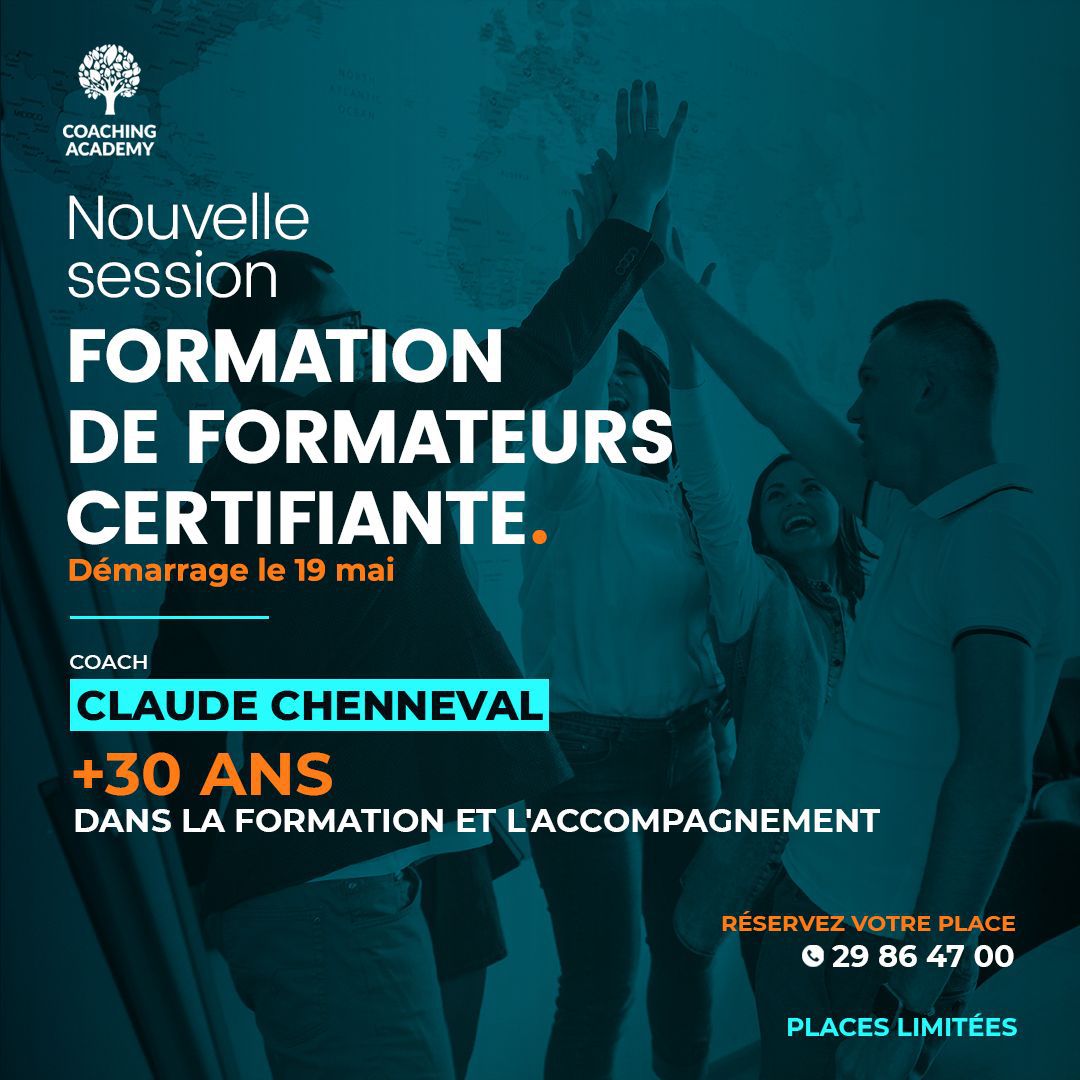 COACHING
ACADEMY
Nouvelle
session
FORMATION
DE FORMATEURS
CERTIFIANTE.
Démarrage le 19 mai
COACH
CLAUDE CHENNEVAL
+30 ANS
DANS LA FORMATION ET L'ACCOMPAGNEMENT
RÉSERVEZ VOTRE PLACE
29 86 47 00
PLACES LIMITÉES